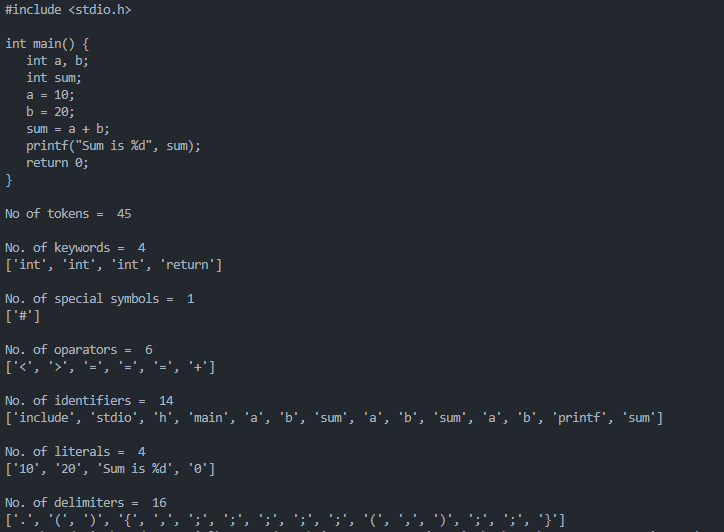 #include <stdio.h>
int main() {
   int a, b;
   int sum;
   a = 10;
   b = 20;
   sum = a + b;
   printf("Sum is %d", sum);
   return 0;
}
No of tokens =  45
No. of keywords =  4
['int', 'int', 'int', 'return']
No. of special symbols =  1
['#']
No. of oparators =  6
['<', '>', '=', '=', '=', '+']
No. of identifiers =  14
['include', 'stdio', 'h', 'main', 'a', 'b', 'sum', 'a', 'b', 'sum', 'a', 'b', 'printf', 'sum']
No. of literals =  4
['10', '20', 'Sum is %d', '0']
No. of delimiters =  16
['.', '(', ')', '{', ',', ';', ';', ';', ';', ';', '(', ',', ')', ';', ';', '}']